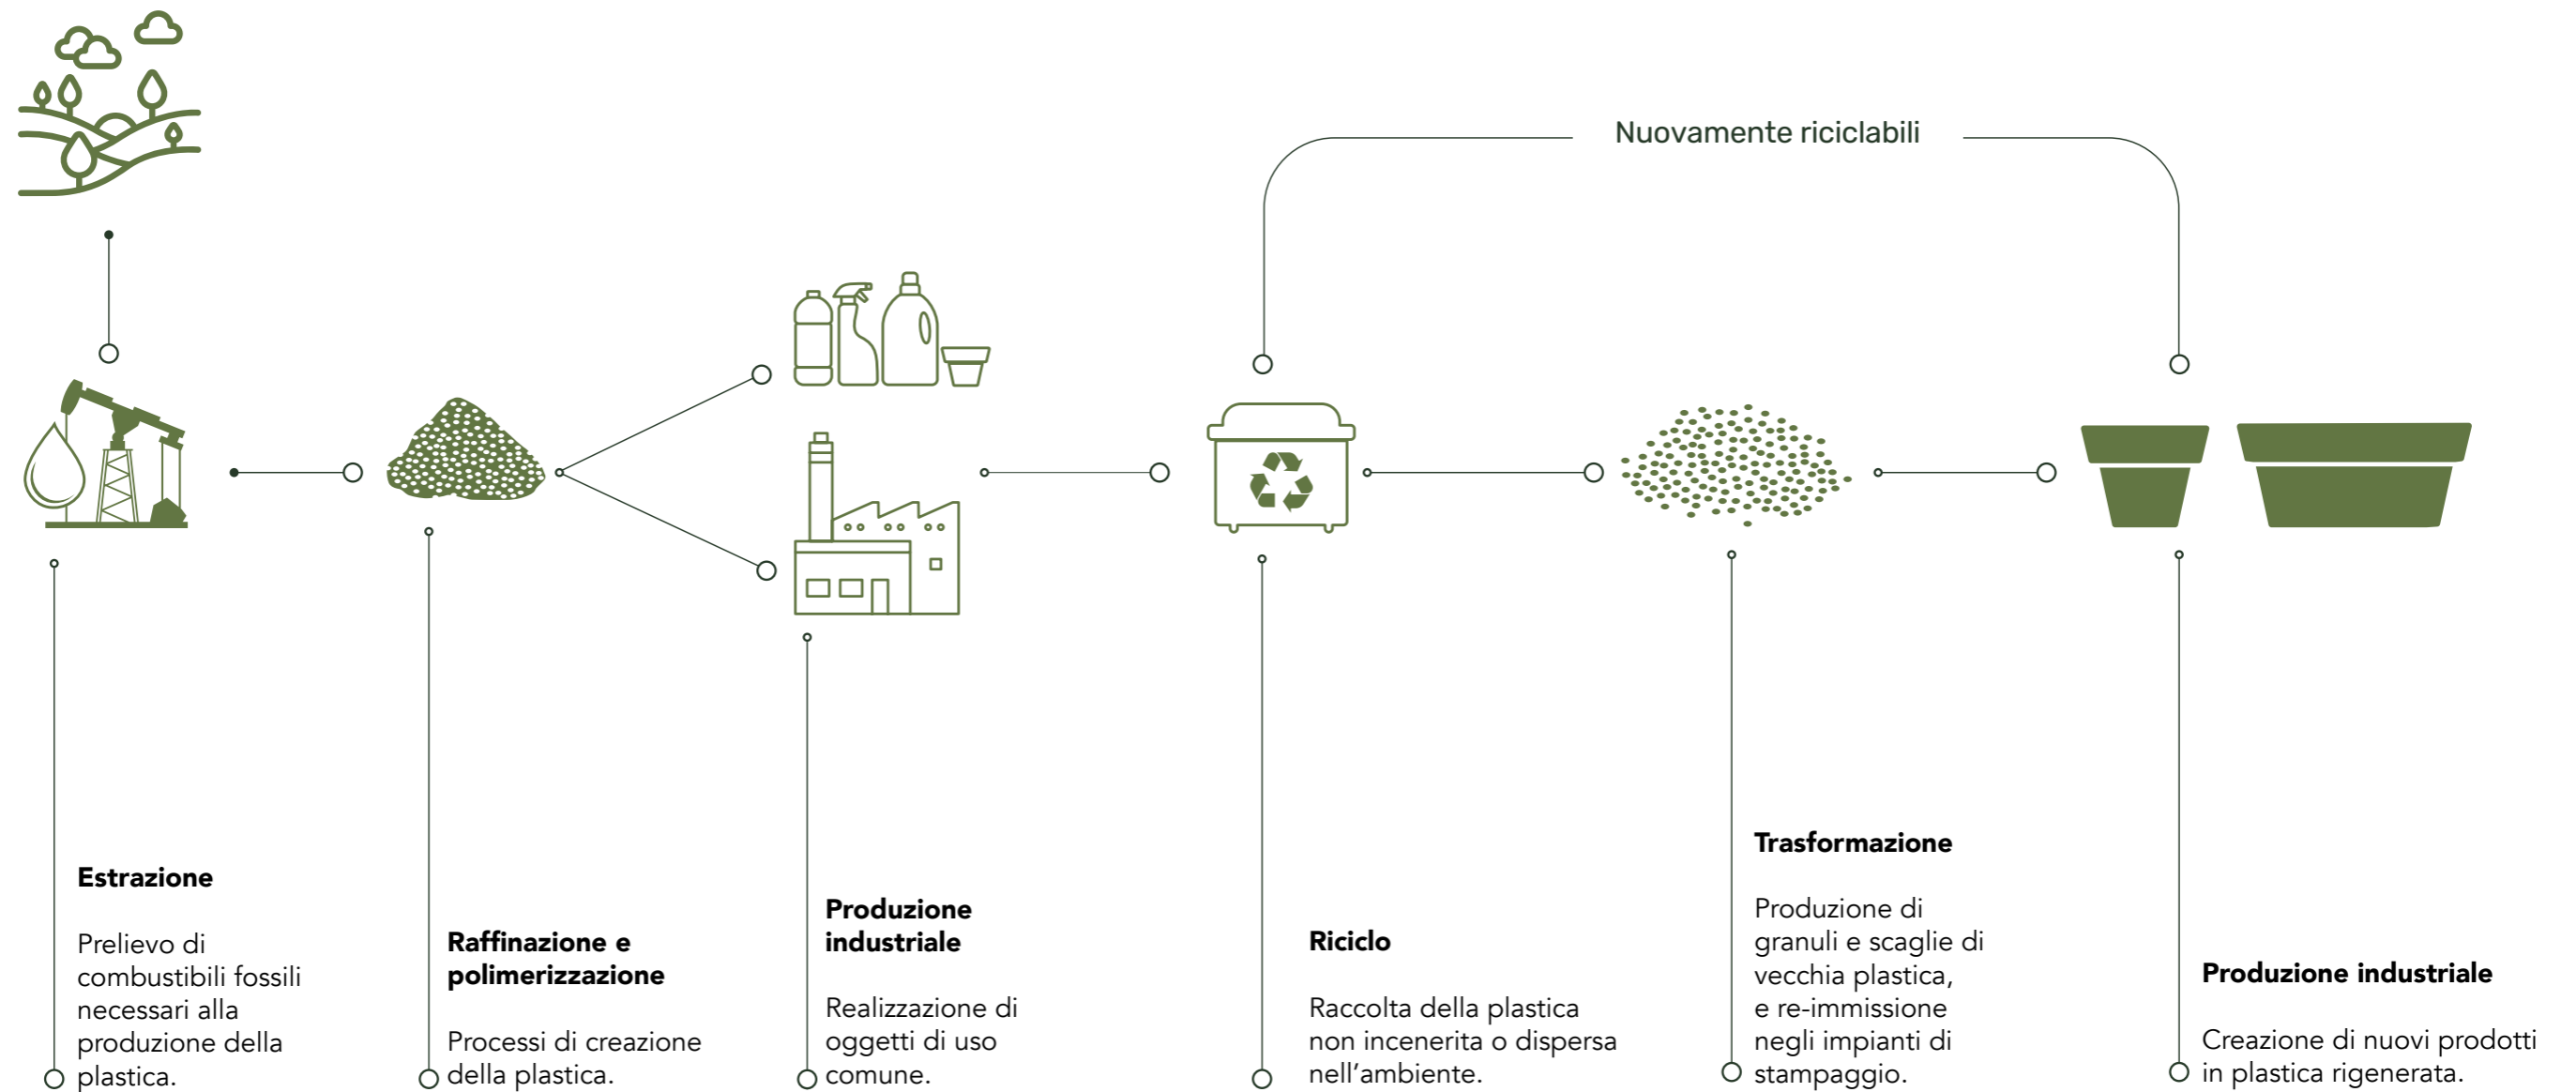 Nuovamente riciclabili
Estrazione
Prelievo di
combustibili fossili
necessari alla
produzione della
plastica.
Raffinazione e
polimerizzazione
Processi di creazione
della plastica.
Produzione
industriale
Realizzazione di
oggetti di uso
comune.
Riciclo
Raccolta della plastica
non incenerita o dispersa
nell’ambiente.
Trasformazione
Produzione di
granuli e scaglie di
vecchia plastica,
e re-immissione
negli impianti di
stampaggio.
Produzione industriale
Creazione di nuovi prodotti
in plastica rigenerata.